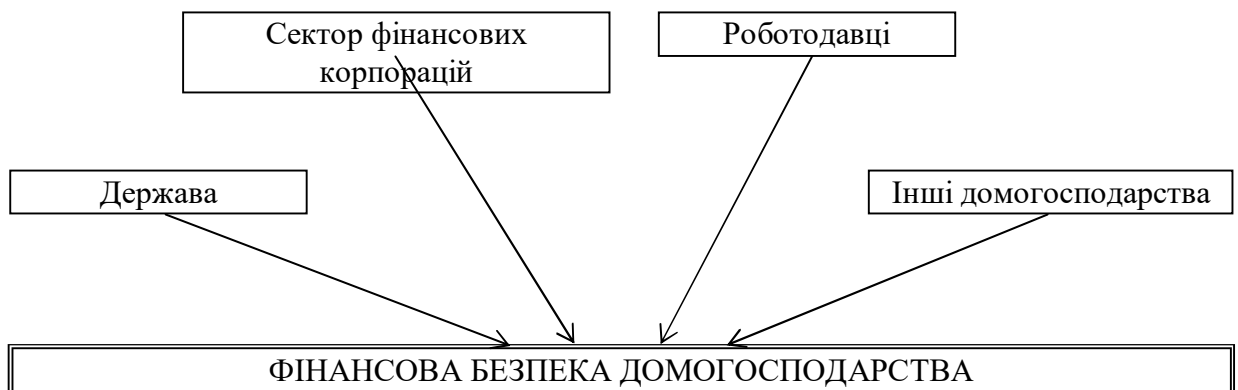 Сектор фінансових
корпорацій
Роботодавці
Держава
Інші домогосподарства
ФІНАНСОВА БЕЗПЕКА ДОМОГОСПОДАРСТВА